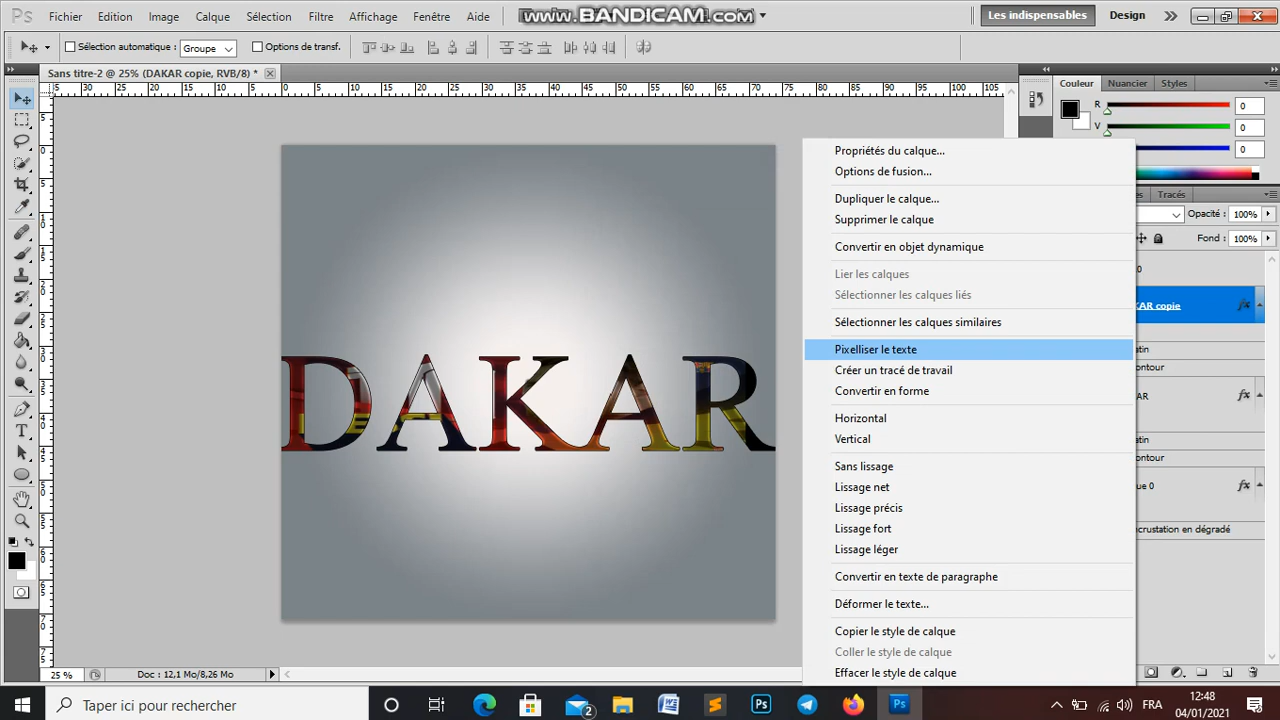 Ps
Fichier Edition Image Calque Sélection Filtre Affichage Fenêtre Aide
www.BANDICAM.com
Les indispensables Design
Sélection automatique : Groupe Options de transf.
Sans titre-2 @ 25% (DAKAR copie, RVB/8) *
Couleur Nuancier Styles
R 0
V 0
0
Tracés
Opacité : 100%
Fond : 100%
Propriétés du calque...
Options de fusion...
Dupliquer le calque...
Supprimer le calque
Convertir en objet dynamique
Lier les calques
Sélectionner les calques liés
Sélectionner les calques similaires
Pixelliser le texte
Créer un tracé de travail
Convertir en forme
Horizontal
Vertical
Sans lissage
Lissage net
Lissage précis
Lissage fort
Lissage léger
Convertir en texte de paragraphe
Déformer le texte...
Copier le style de calque
Coller le style de calque
Effacer le style de calque
AR copie
atin
ontour
AR
atin
ontour
que 0
crustation en dégradé
DAKAR
25 % Doc : 12,1 Mo/8,26 Mo
Taper ici pour rechercher
2
FRA
12:48
04/01/2021